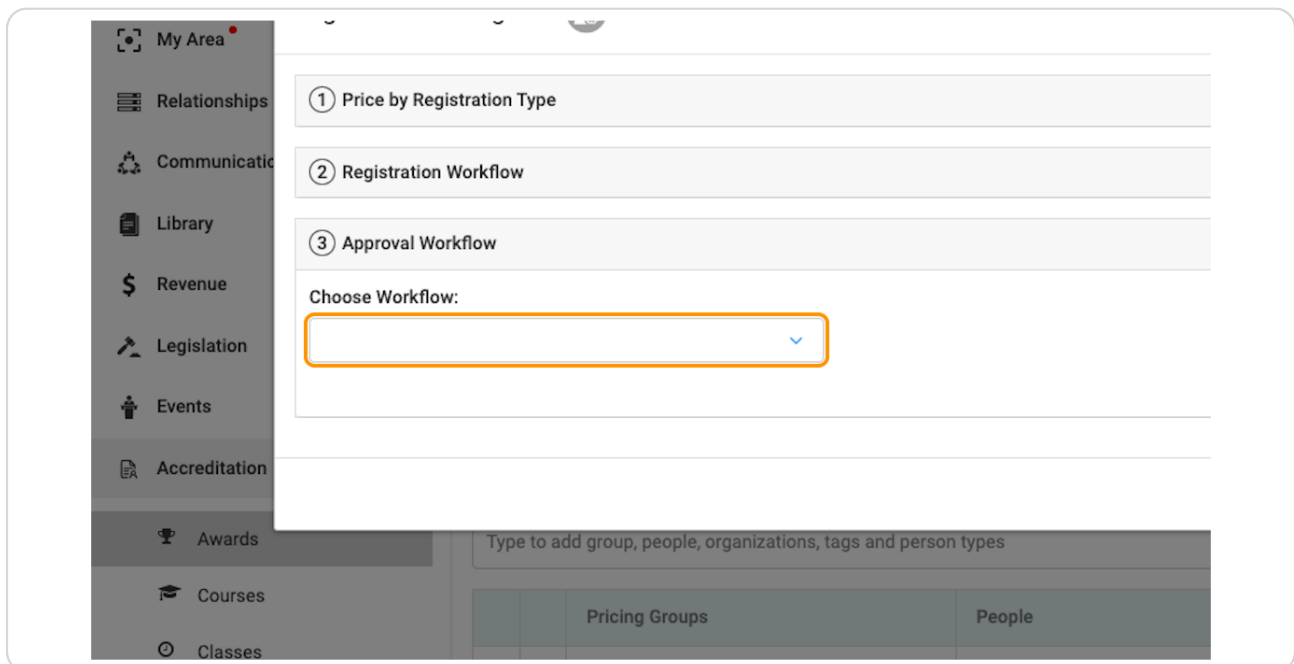 My Area
Relationships
Communicatio
Library
$ Revenue
Legislation
Events
Accreditation
Awards
Courses
Classes
1 Price by Registration Type
2 Registration Workflow
3 Approval Workflow
Choose Workflow:
Type to add group, people, organizations, tags and person types
Pricing Groups
People